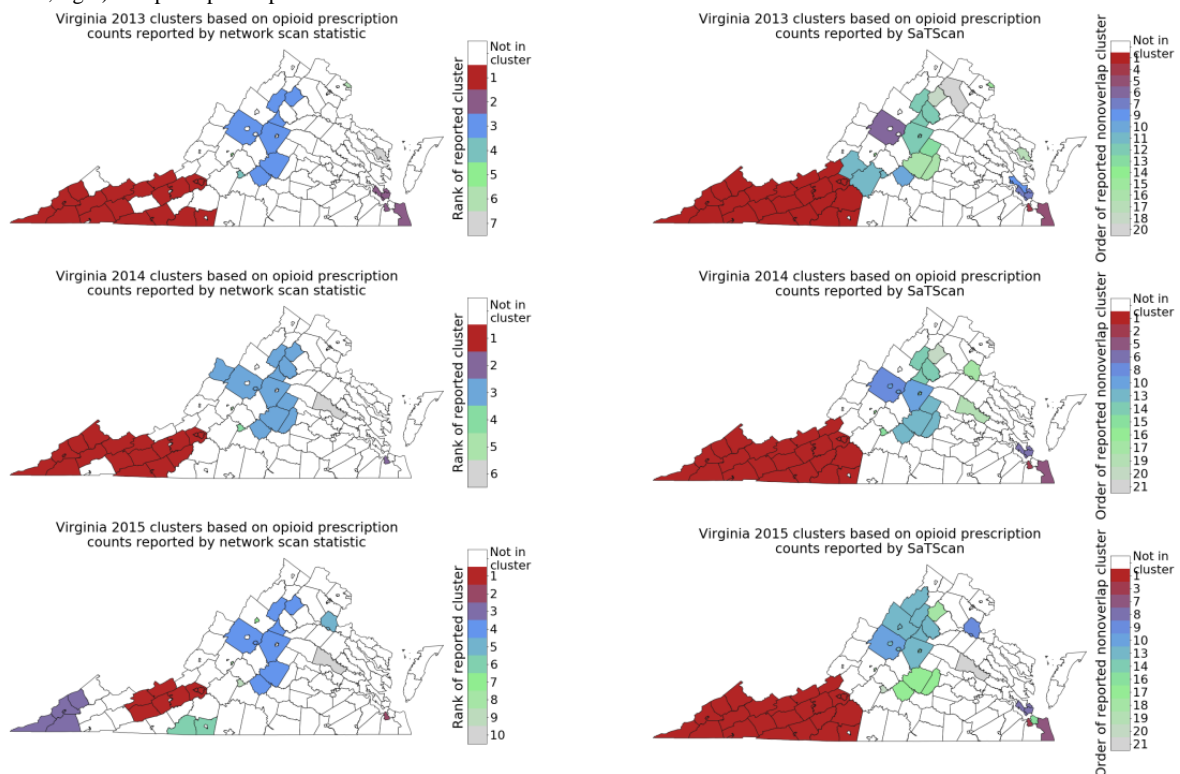 Virginia 2013 clusters based on opioid prescription
counts reported by network scan statistic
Rank of reported cluster
Not in
cluster
1
2
3
4
5
6
7
Virginia 2013 clusters based on opioid prescription
counts reported by SaTScan
Order of reported nonoverlap cluster
Not in
cluster
1
4
5
6
7
9
10
11
12
13
14
15
16
17
18
20
Virginia 2014 clusters based on opioid prescription
counts reported by network scan statistic
Rank of reported cluster
Not in
cluster
1
2
3
4
5
6
Virginia 2014 clusters based on opioid prescription
counts reported by SaTScan
Order of reported nonoverlap cluster
Not in
cluster
1
2
5
6
8
10
13
14
15
16
17
19
20
21
Virginia 2015 clusters based on opioid prescription
counts reported by network scan statistic
Rank of reported cluster
Not in
cluster
1
2
3
4
5
6
7
8
9
10
Virginia 2015 clusters based on opioid prescription
counts reported by SaTScan
Order of reported nonoverlap cluster
Not in
cluster
1
3
7
8
9
10
13
14
16
17
18
19
20
21